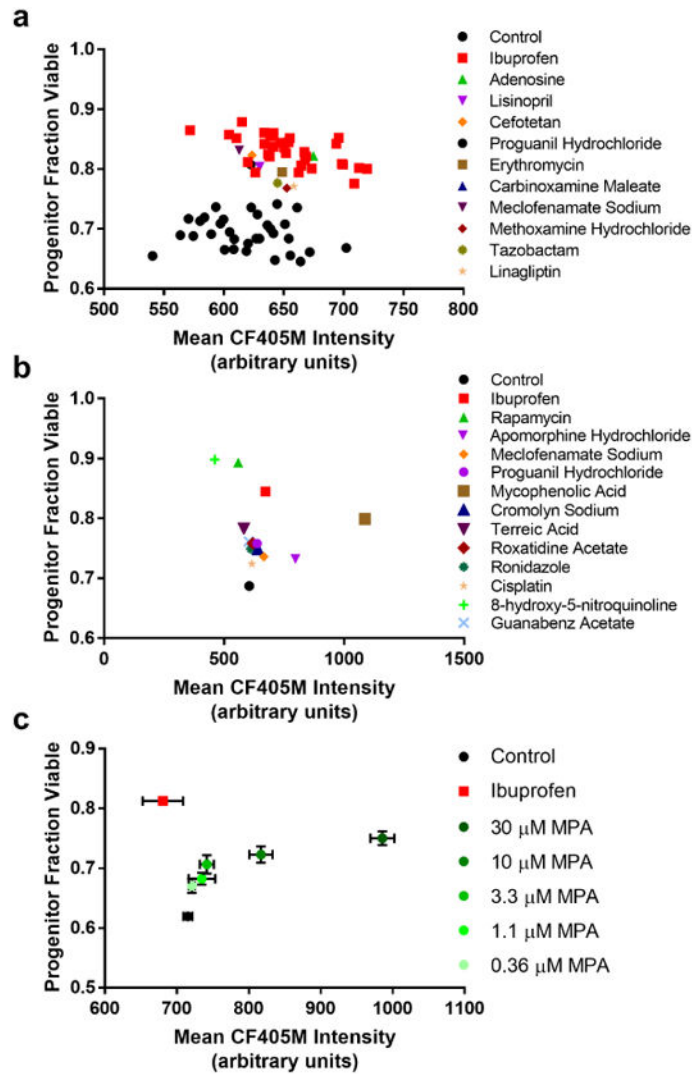 a
Progenitor Fraction Viable
1.0
0.9
0.8
0.7
0.6
500
550
600
650
700
750
800
Mean CF405M Intensity
(arbitrary units)
Control
Ibuprofen
Adenosine
Lisinopril
Cefotetan
Proguanil Hydrochloride
Erythromycin
Carbinoxamine Maleate
Meclofenamate Sodium
Methoxamine Hydrochloride
Tazobactam
Linagliptin
b
Progenitor Fraction Viable
1.0
0.9
0.8
0.7
0.6
0
500
1000
1500
Mean CF405M Intensity
(arbitrary units)
Control
Ibuprofen
Rapamycin
Apomorphine Hydrochloride
Meclofenamate Sodium
Proguanil Hydrochloride
Mycophenolic Acid
Cromolyn Sodium
Terreic Acid
Roxatidine Acetate
Ronidazole
Cisplatin
8-hydroxy-5-nitroquinoline
Guanabenz Acetate
c
Progenitor Fraction Viable
0.9
0.8
0.7
0.6
0.5
600
700
800
900
1000
1100
Mean CF405M Intensity
(arbitrary units)
Control
Ibuprofen
30 µM MPA
10 µM MPA
3.3 µM MPA
1.1 µM MPA
0.36 µM MPA